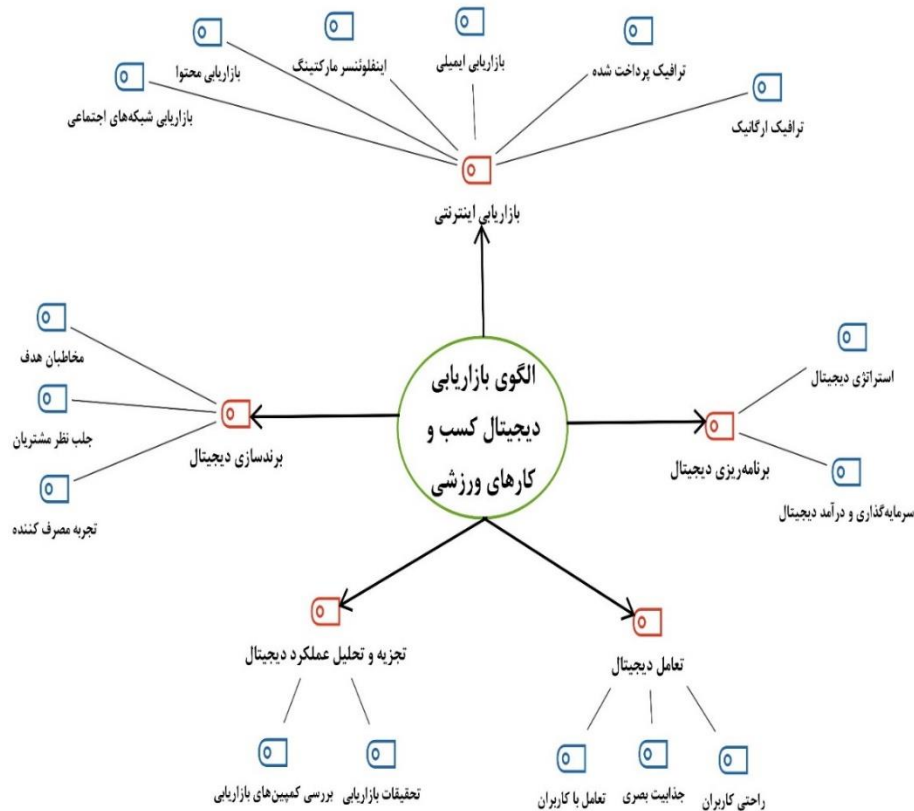 بازاریابی ایمیلی
ترافیک پرداخت شده
اینفلوئنسر مارکتینگ
بازاریابی محتوا
ترافیک ارگانیک
بازاریابی شبکه‌های اجتماعی
بازاریابی اینترنتی
الگوی بازاریابی
دیجیتال کسب و
کارهای ورزشی
استراتژی دیجیتال
برنامه‌ریزی دیجیتال
سرمایه‌گذاری و درآمد دیجیتال
مخاطبان هدف
جلب نظر مشتریان
برندسازی دیجیتال
تجربه مصرف کننده
تعامل دیجیتال
راحتی کاربران
جذابیت بصری
تعامل با کاربران
تجزیه و تحلیل عملکرد دیجیتال
تحقیقات بازاریابی
بررسی کمپین‌های بازاریابی